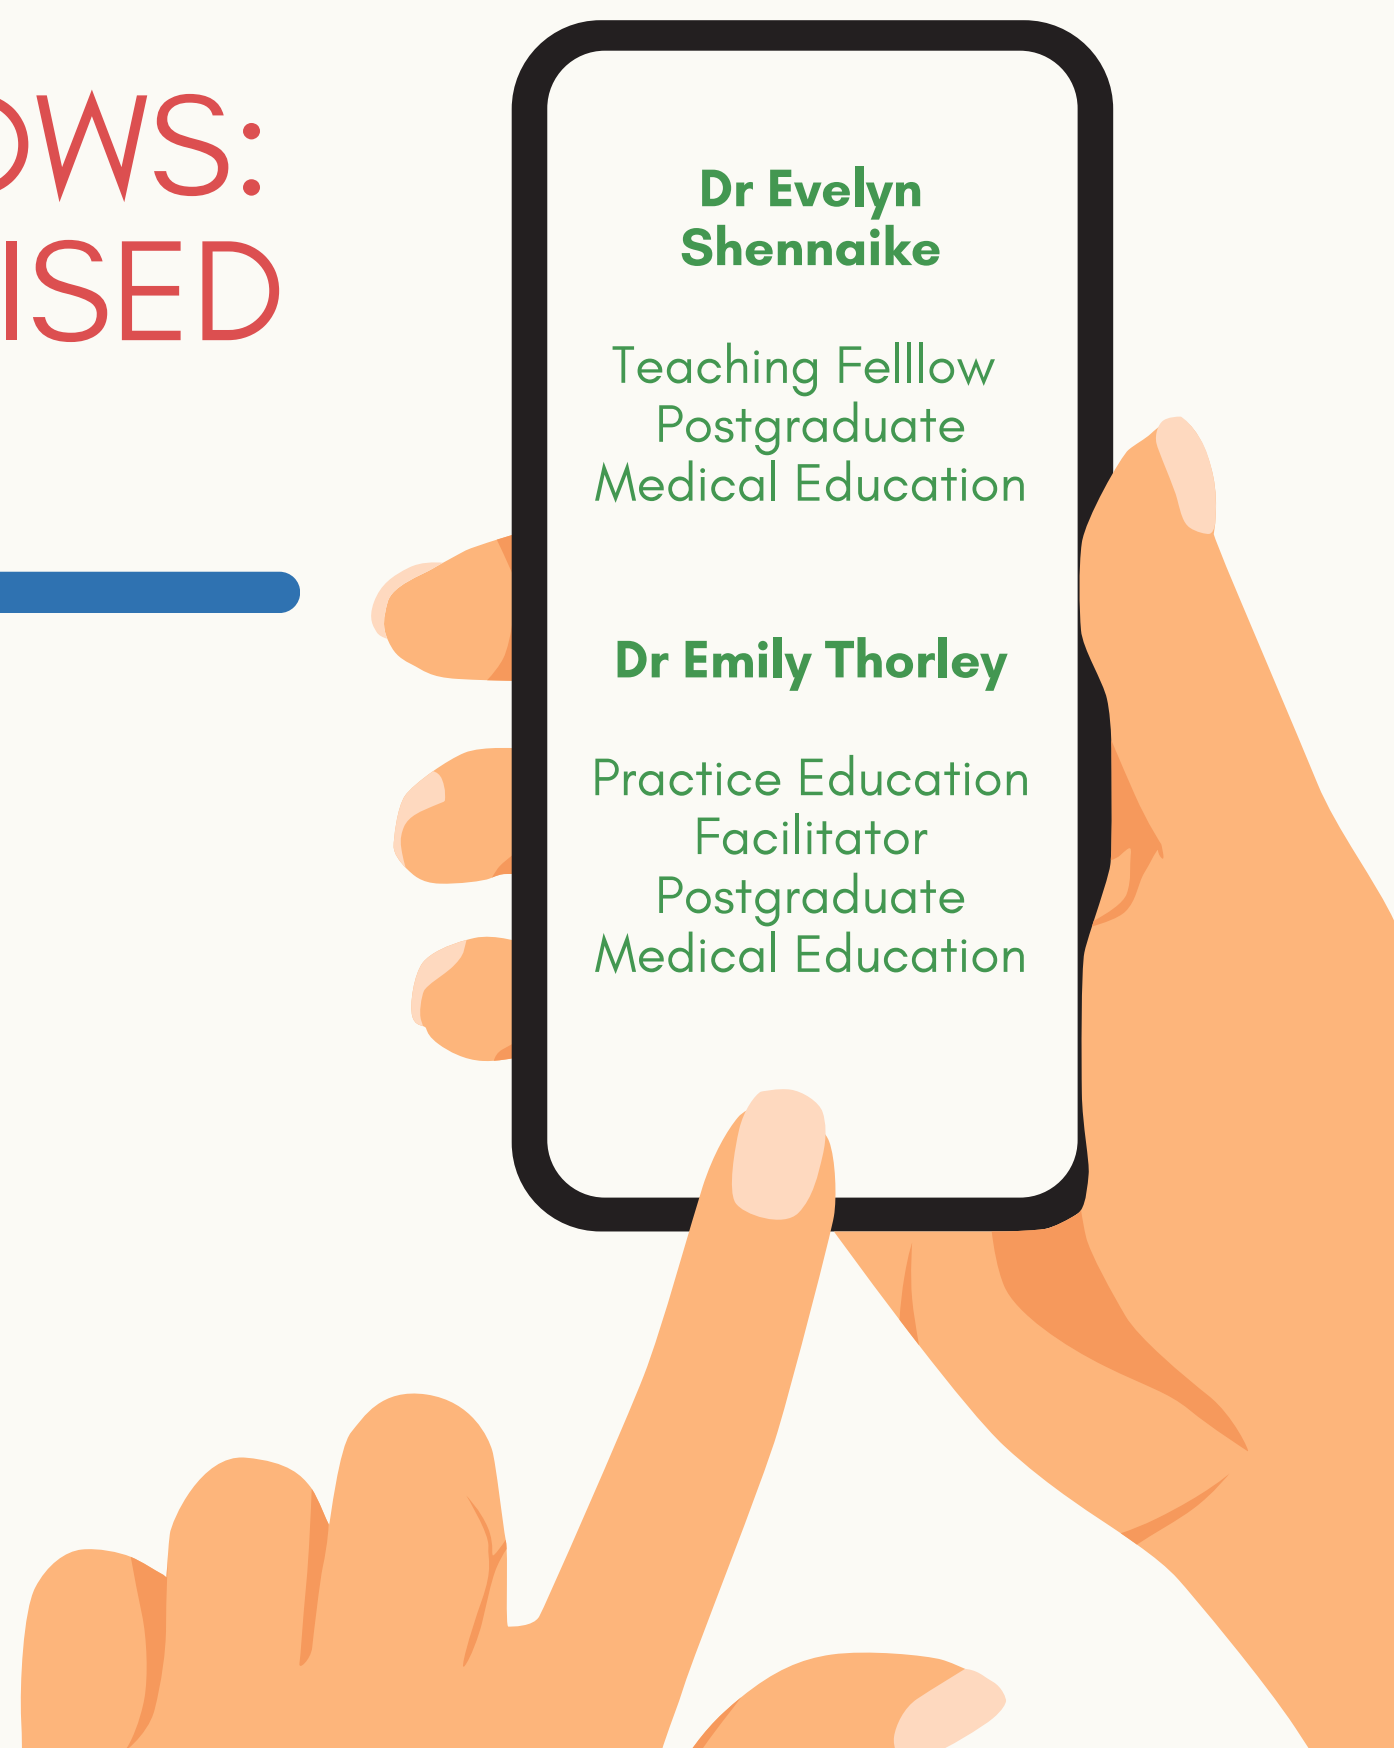 OWS:
ISED
Dr Evelyn
Shennaike
Teaching Felllow
Postgraduate
Medical Education
Dr Emily Thorley
Practice Education
Facilitator
Postgraduate
Medical Education